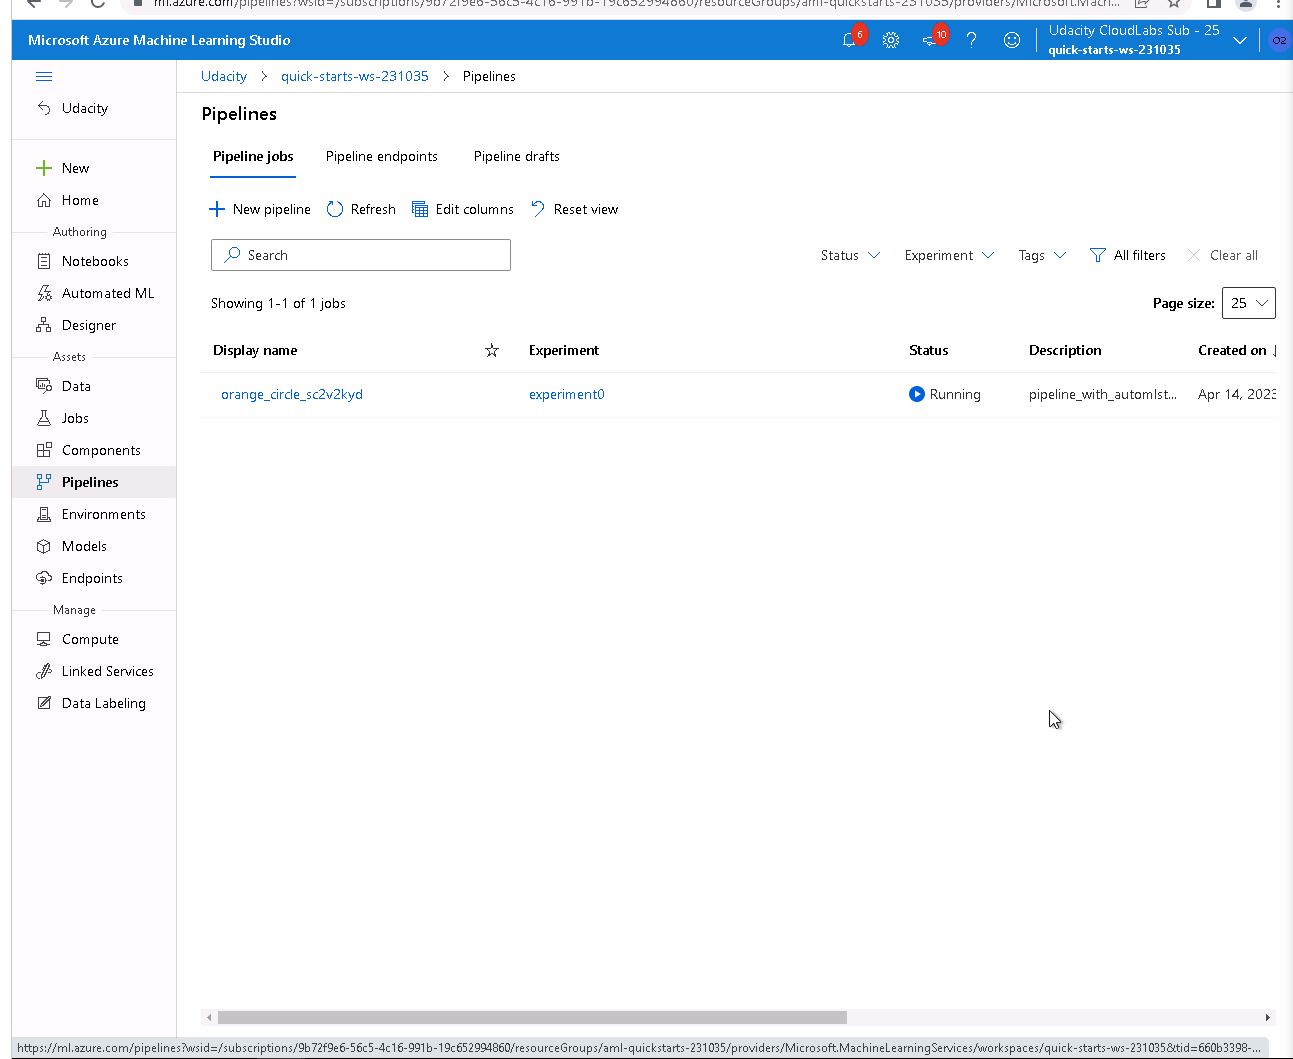 ml.azure.com/pipelines?wsid=/subscriptions/9b72f9e6-56c5-4c16-991b-19c652994860/resourceGroups/aml-quickstarts-231035/providers/Microsoft.Mach...
Microsoft Azure Machine Learning Studio
6
10
Udacity CloudLabs Sub - 25
quick-starts-ws-231035
O2
Udacity > quick-starts-ws-231035 > Pipelines
Udacity
New
Home
Authoring
Notebooks
Automated ML
Designer
Assets
Data
Jobs
Components
Pipelines
Environments
Models
Endpoints
Manage
Compute
Linked Services
Data Labeling
Pipelines
Pipeline jobs Pipeline endpoints Pipeline drafts
New pipeline Refresh Edit columns Reset view
Search
Status Experiment Tags All filters Clear all
Showing 1-1 of 1 jobs
Page size: 25
Display name Experiment Status Description Created on
orange_circle_sc2v2kyd experiment0 Running pipeline_with_automlst... Apr 14, 2023
https://ml.azure.com/pipelines?wsid=/subscriptions/9b72f9e6-56c5-4c16-991b-19c652994860/resourceGroups/aml-quickstarts-231035/providers/Microsoft.MachineLearningServices/workspaces/quick-starts-ws-231035&tid=660b3398-...